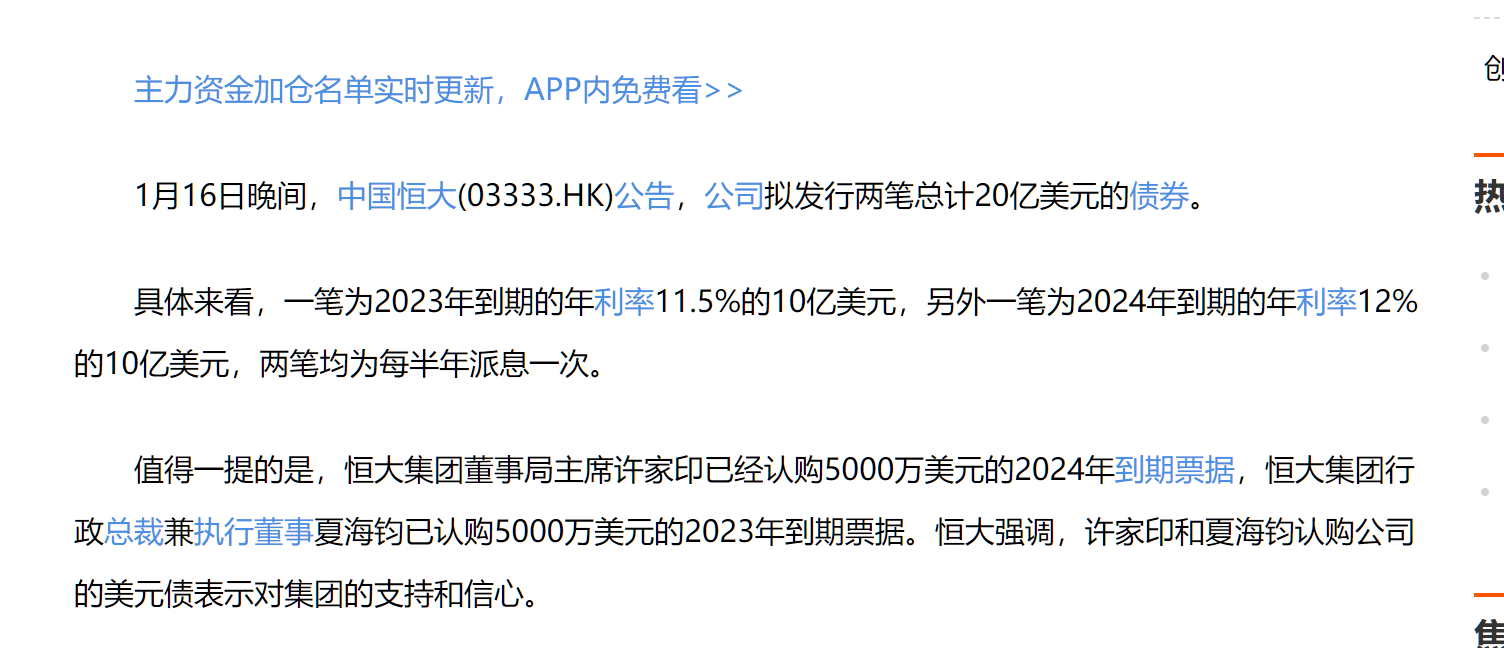 主力资金加仓名单实时更新，APP内免费看>>
创
1月16日晚间，中国恒大(03333.HK)公告，公司拟发行两笔总计20亿美元的债券。
热
具体来看，一笔为2023年到期的年利率11.5%的10亿美元，另外一笔为2024年到期的年利率12%
的10亿美元，两笔均为每半年派息一次。
值得一提的是，恒大集团董事局主席许家印已经认购5000万美元的2024年到期票据，恒大集团行
政总裁兼执行董事夏海钧已认购5000万美元的2023年到期票据。恒大强调，许家印和夏海钧认购公司
的美元债表示对集团的支持和信心。
焦